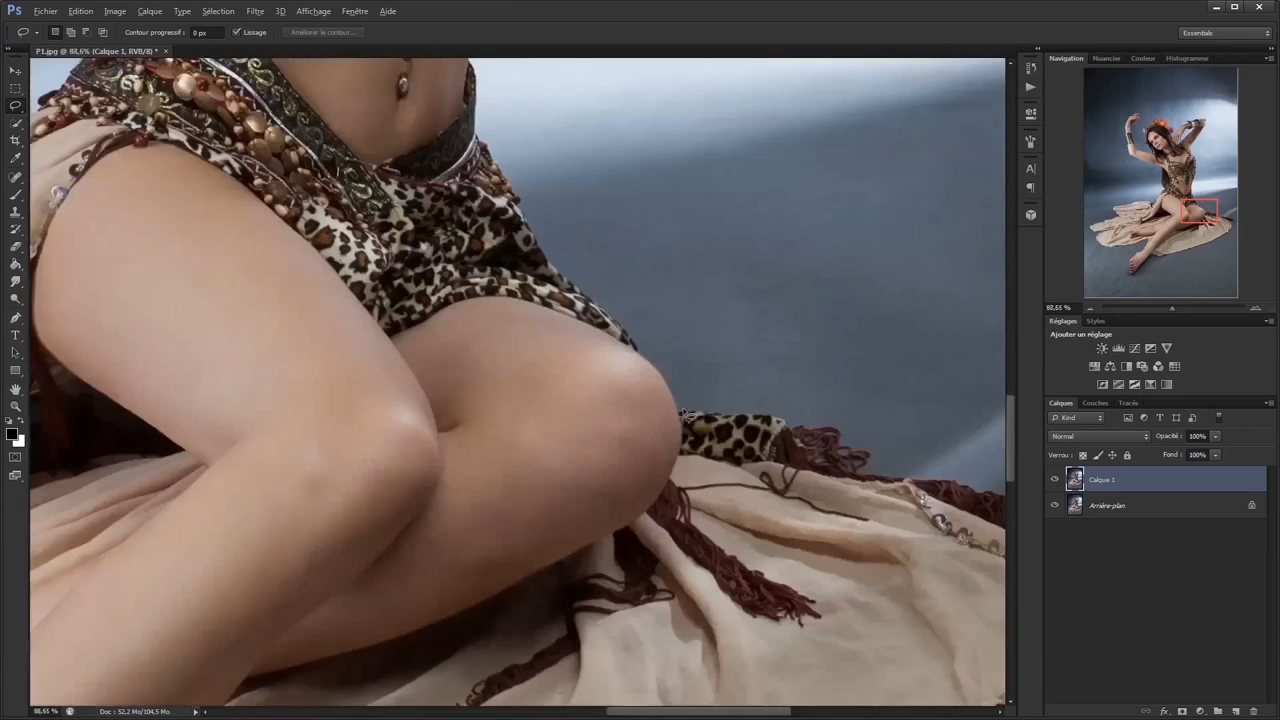 Ps Fichier Edition Image Calque Type Sélection Filtre 3D Affichage Fenêtre Aide
Contour progressif : 0 px Lissage Améliorer le contour... Essentials
P1.jpg @ 88,6% (Calque 1, RVB/8) * ×
Navigation Nuancier Couleur Histogramme
88,65 %
Réglages Styles
Ajouter un réglage
Calques Couches Tracés
Kind
Normal Opacité : 100%
Verrou : Fond : 100%
Calque 1
Arrière-plan
88,65 % Doc : 52,2 Mo/104,5 Mo